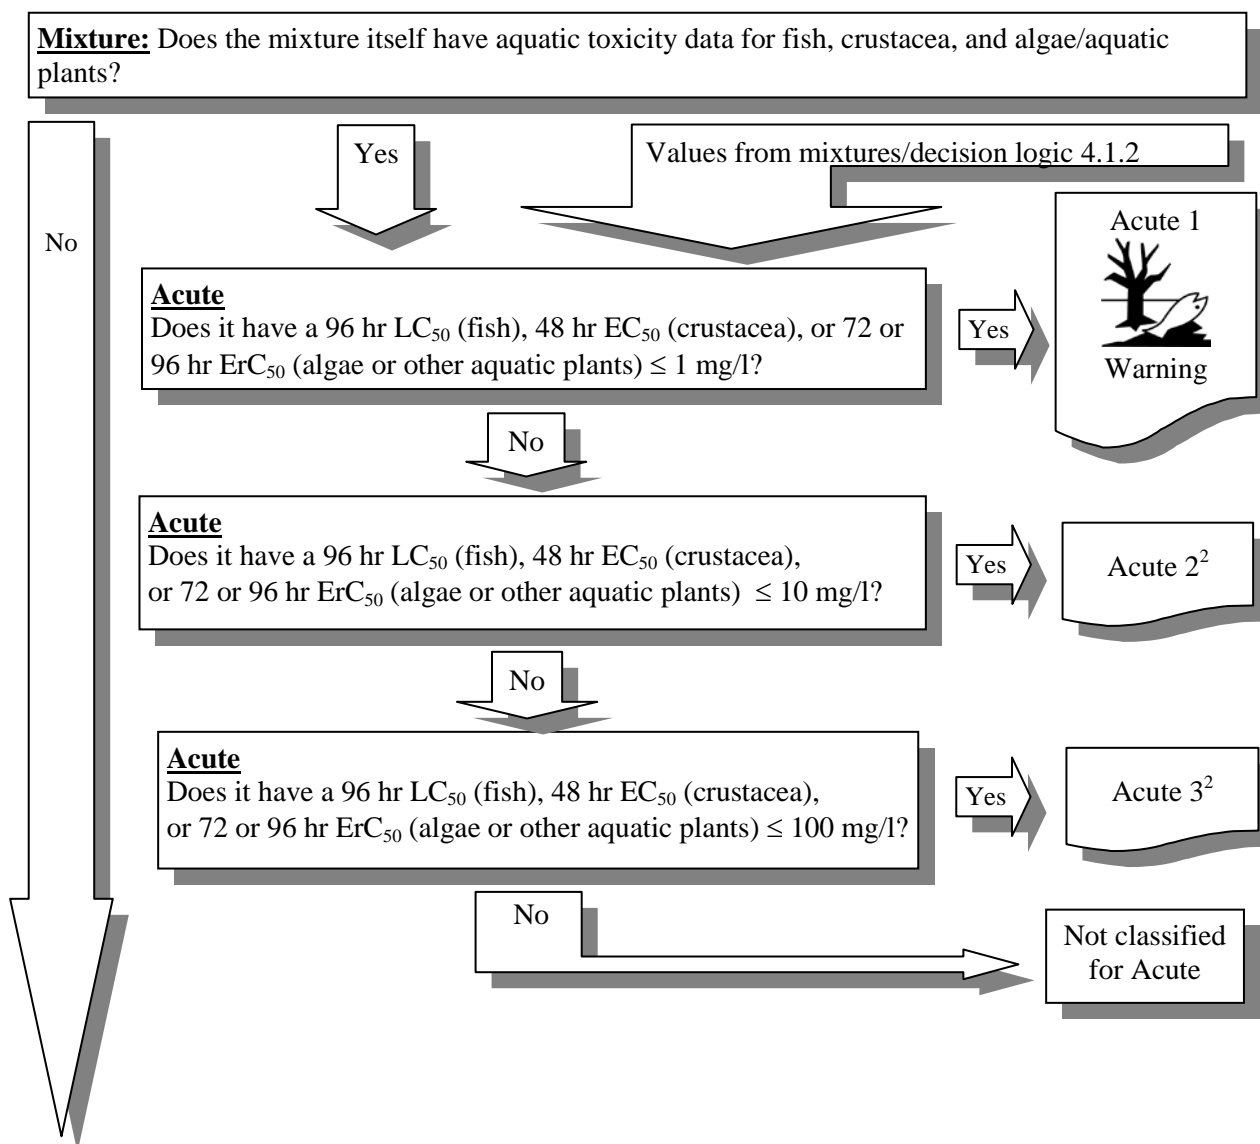 Mixture: Does the mixture itself have aquatic toxicity data for fish, crustacea, and algae/aquatic
plants?
Yes
Values from mixtures/decision logic 4.1.2
No
Acute 1
Warning
Acute
Does it have a 96 hr LC₅₀ (fish), 48 hr EC₅₀ (crustacea), or 72 or
96 hr ErC₅₀ (algae or other aquatic plants) ≤ 1 mg/l?
Yes
No
Acute
Does it have a 96 hr LC₅₀ (fish), 48 hr EC₅₀ (crustacea),
or 72 or 96 hr ErC₅₀ (algae or other aquatic plants) ≤ 10 mg/l?
Yes
Acute 2²
No
Acute
Does it have a 96 hr LC₅₀ (fish), 48 hr EC₅₀ (crustacea),
or 72 or 96 hr ErC₅₀ (algae or other aquatic plants) ≤ 100 mg/l?
Yes
Acute 3²
No
Not classified
for Acute